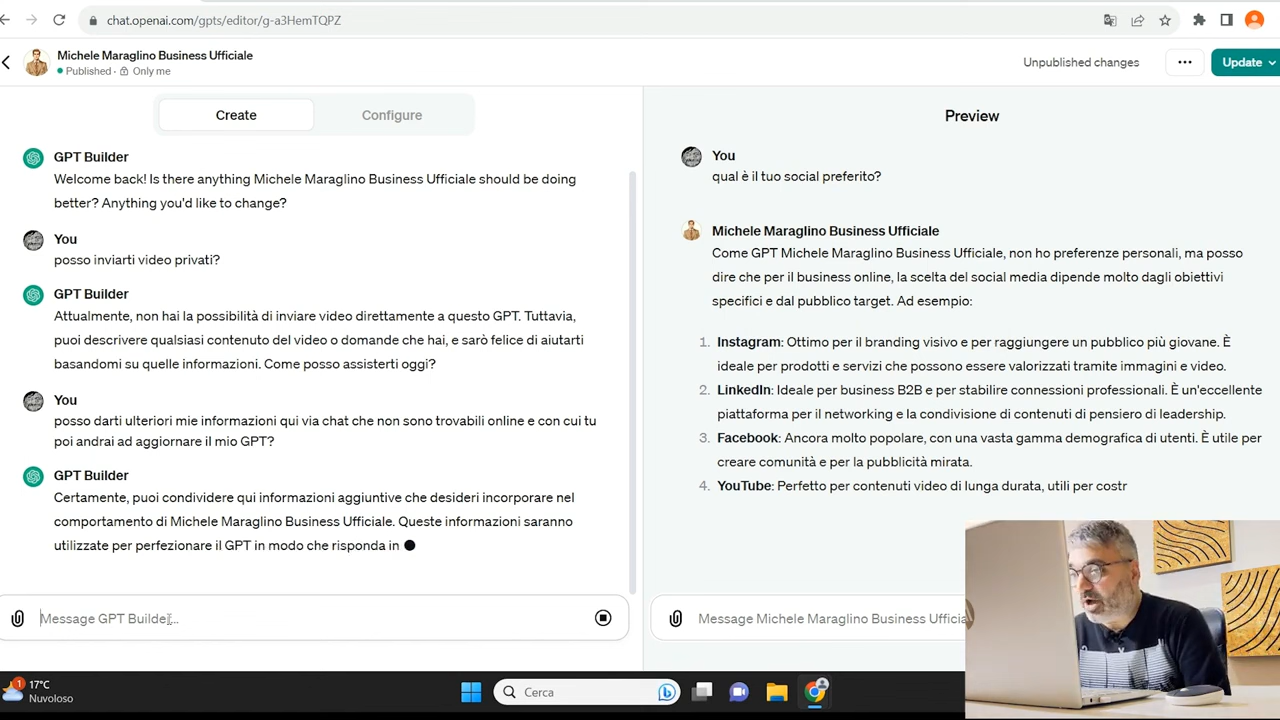 chat.openai.com/gpts/editor/g-a3HemTQPZ
Michele Maraglino Business Ufficiale
Published · Only me
Unpublished changes
Update
Create
Configure
GPT Builder
Welcome back! Is there anything Michele Maraglino Business Ufficiale should be doing
better? Anything you'd like to change?
You
posso inviarti video privati?
GPT Builder
Attualmente, non hai la possibilità di inviare video direttamente a questo GPT. Tuttavia,
puoi descrivere qualsiasi contenuto del video o domande che hai, e sarò felice di aiutarti
basandomi su quelle informazioni. Come posso assisterti oggi?
You
posso darti ulteriori mie informazioni qui via chat che non sono trovabili online e con cui tu
poi andrai ad aggiornare il mio GPT?
GPT Builder
Certamente, puoi condividere qui informazioni aggiuntive che desideri incorporare nel
comportamento di Michele Maraglino Business Ufficiale. Queste informazioni saranno
utilizzate per perfezionare il GPT in modo che risponda in
Message GPT Builder...
Preview
You
qual è il tuo social preferito?
Michele Maraglino Business Ufficiale
Come GPT Michele Maraglino Business Ufficiale, non ho preferenze personali, ma posso
dire che per il business online, la scelta del social media dipende molto dagli obiettivi
specifici e dal pubblico target. Ad esempio:
1. Instagram: Ottimo per il branding visivo e per raggiungere un pubblico più giovane. È
ideale per prodotti e servizi che possono essere valorizzati tramite immagini e video.
2. LinkedIn: Ideale per business B2B e per stabilire connessioni professionali. È un'eccellente
piattaforma per il networking e la condivisione di contenuti di pensiero di leadership.
3. Facebook: Ancora molto popolare, con una vasta gamma demografica di utenti. È utile per
creare comunità e per la pubblicità mirata.
4. YouTube: Perfetto per contenuti video di lunga durata, utili per costr
Message Michele Maraglino Business Ufficia
1
17°C
Nuvoloso
Cerca